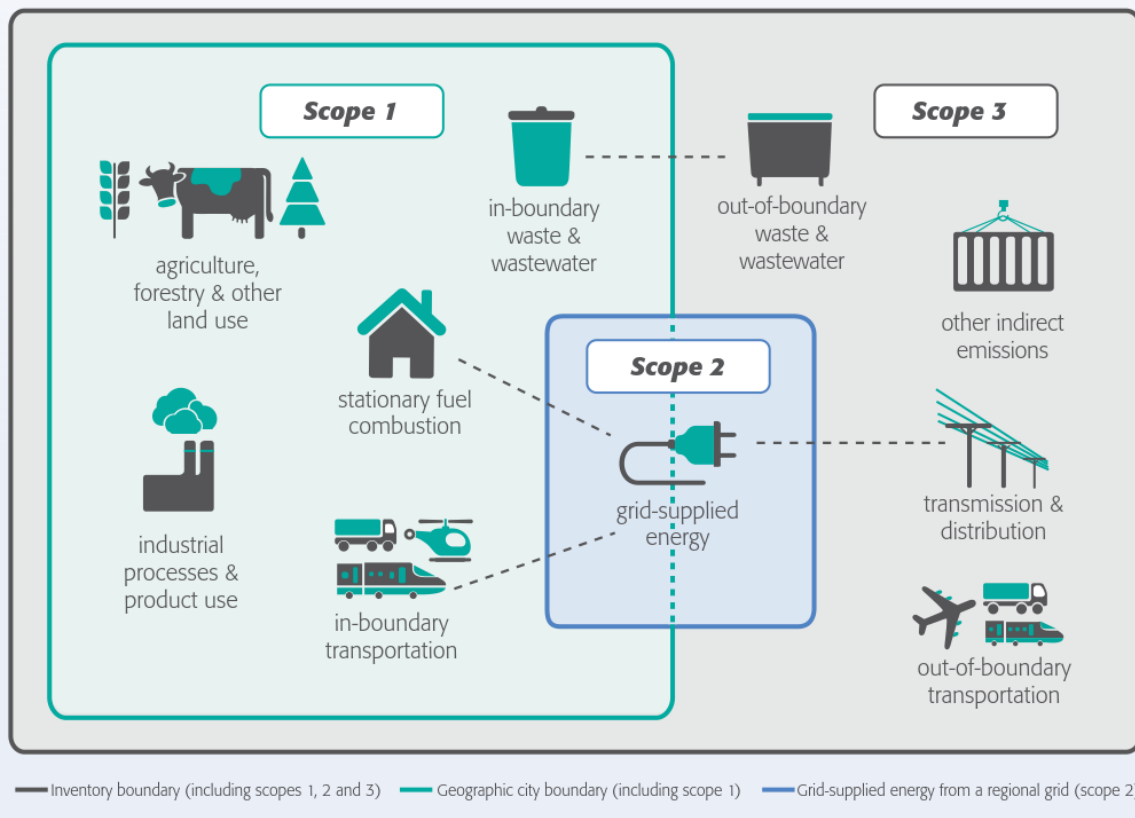 Scope 1
Scope 3
in-boundary
waste &
wastewater
out-of-boundary
waste &
wastewater
agriculture,
forestry & other
land use
other indirect
emissions
Scope 2
stationary fuel
combustion
grid-supplied
energy
transmission &
distribution
industrial
processes &
product use
in-boundary
transportation
out-of-boundary
transportation
Inventory boundary (including scopes 1, 2 and 3)
Geographic city boundary (including scope 1)
Grid-supplied energy from a regional grid (scope 2)